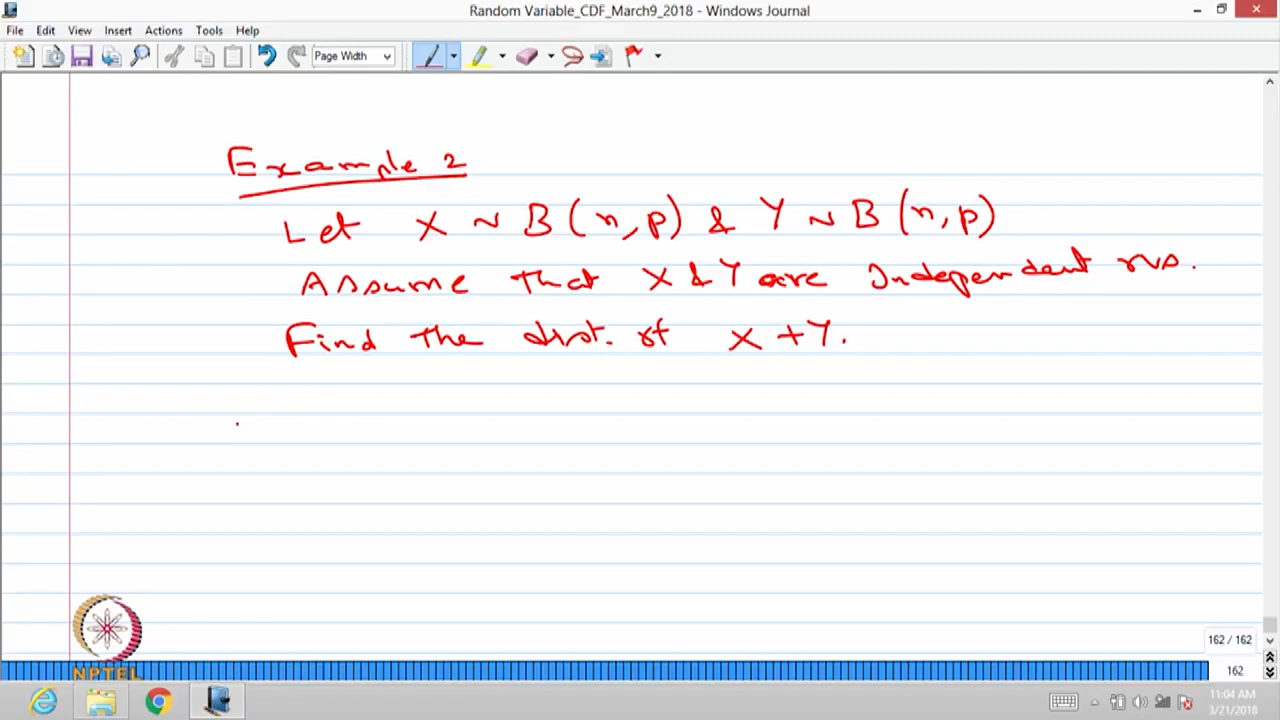 Random Variable_CDF_March9_2018 - Windows Journal
File Edit View Insert Actions Tools Help
Page Width
Example 2
Let X ~ B(n,p) & Y ~ B(n,p)
Assume that X & Y are Independent rvs.
Find the dist. of X+Y.
162 / 162
NPTEL
162
11:04 AM
3/21/2018